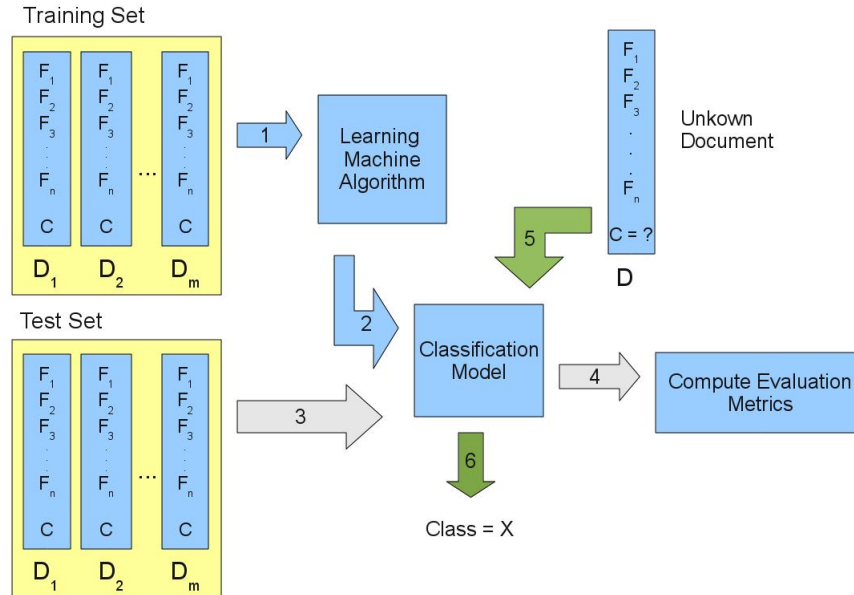 Training Set
F1
F2
F3
.
.
.
Fn
C
D1
F1
F2
F3
.
.
.
Fn
C
D2
...
F1
F2
F3
.
.
.
Fn
C
Dm
1
Learning
Machine
Algorithm
F1
F2
F3
.
.
.
Fn
C = ?
D
Unkown
Document
5
2
Test Set
F1
F2
F3
.
.
.
Fn
C
D1
F1
F2
F3
.
.
.
Fn
C
D2
...
F1
F2
F3
.
.
.
Fn
C
Dm
3
Classification
Model
4
Compute Evaluation
Metrics
6
Class = X